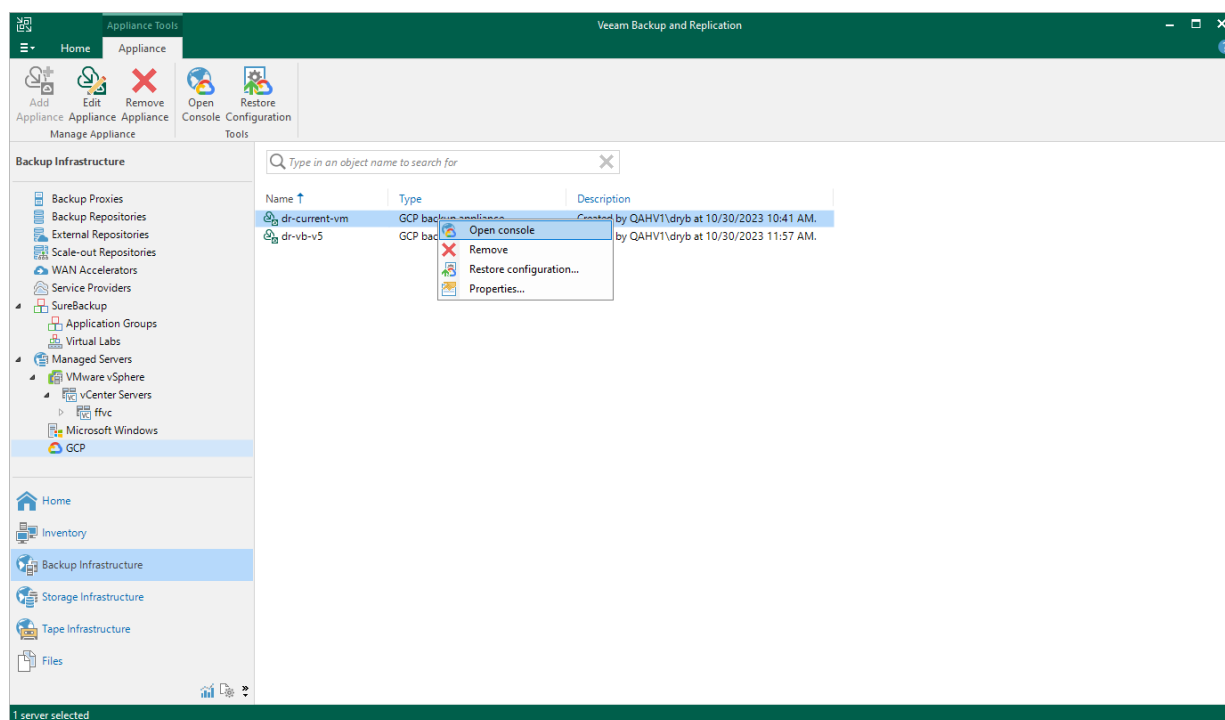 Appliance Tools
Veeam Backup and Replication
Home Appliance
Add Appliance
Edit Appliance
Remove Appliance
Open Console
Restore Configuration
Manage Appliance
Tools
Backup Infrastructure
Type in an object name to search for
Backup Proxies
Backup Repositories
External Repositories
Scale-out Repositories
WAN Accelerators
Service Providers
SureBackup
Application Groups
Virtual Labs
Managed Servers
VMware vSphere
vCenter Servers
ffvc
Microsoft Windows
GCP
Name Type Description
dr-current-vm GCP backup appliance Created by QAHV1\dryb at 10/30/2023 10:41 AM.
dr-vb-v5 GCP by QAHV1\dryb at 10/30/2023 11:57 AM.
Open console
Remove
Restore configuration...
Properties...
Home
Inventory
Backup Infrastructure
Storage Infrastructure
Tape Infrastructure
Files
1 server selected